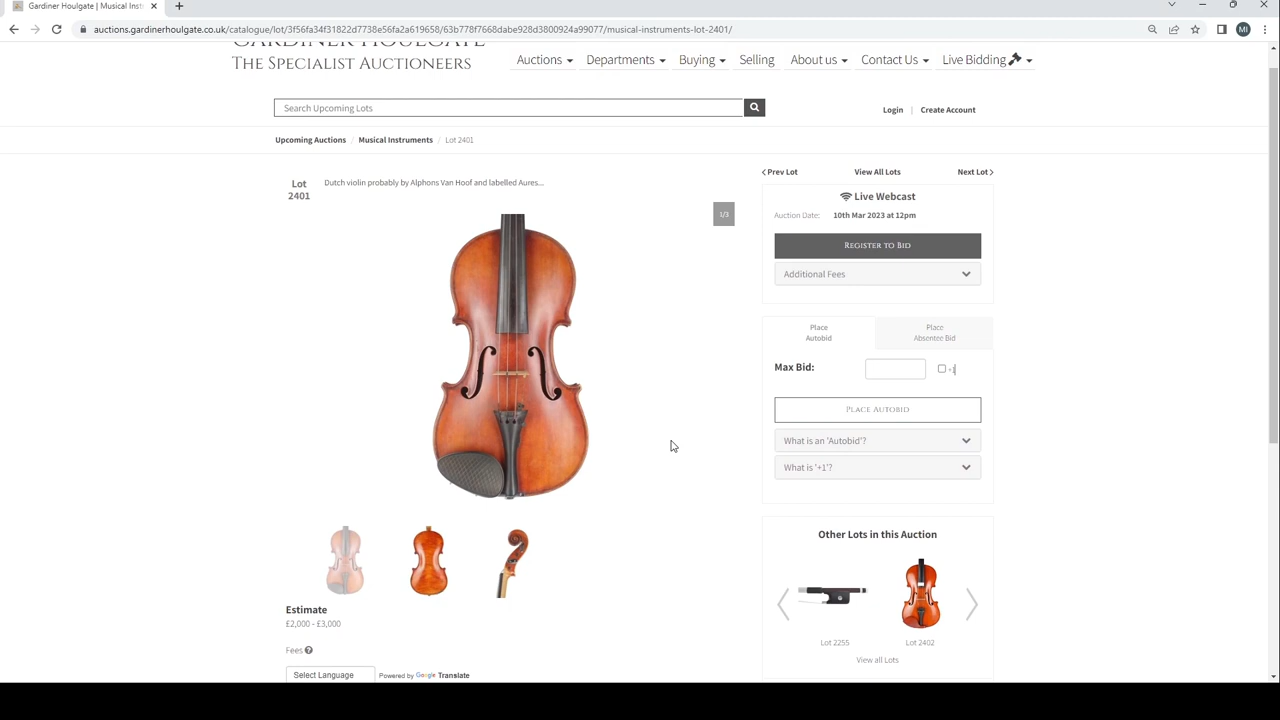 Gardiner Houlgate | Musical Inst
auctions.gardinerhoulgate.co.uk/catalogue/lot/3f56fa34f31822d7738e56fa2a619658/63b778f7668dabe928d3800924a99077/musical-instruments-lot-2401/
MI
GARDINER HOULGATE
THE SPECIALIST AUCTIONEERS
Auctions
Departments
Buying
Selling
About us
Contact Us
Live Bidding
Search Upcoming Lots
Login | Create Account
Upcoming Auctions / Musical Instruments / Lot 2401
Lot
2401
Dutch violin probably by Alphons Van Hoof and labelled Aures...
1/3
Prev Lot
View All Lots
Next Lot
Live Webcast
Auction Date: 10th Mar 2023 at 12pm
REGISTER TO BID
Additional Fees
Place
Autobid
Place
Absentee Bid
Max Bid:
+1
PLACE AUTOBID
What is an 'Autobid'?
What is '+1'?
Other Lots in this Auction
Lot 2255
Lot 2402
View all Lots
Estimate
£2,000 - £3,000
Fees
Select Language
Powered by Google Translate